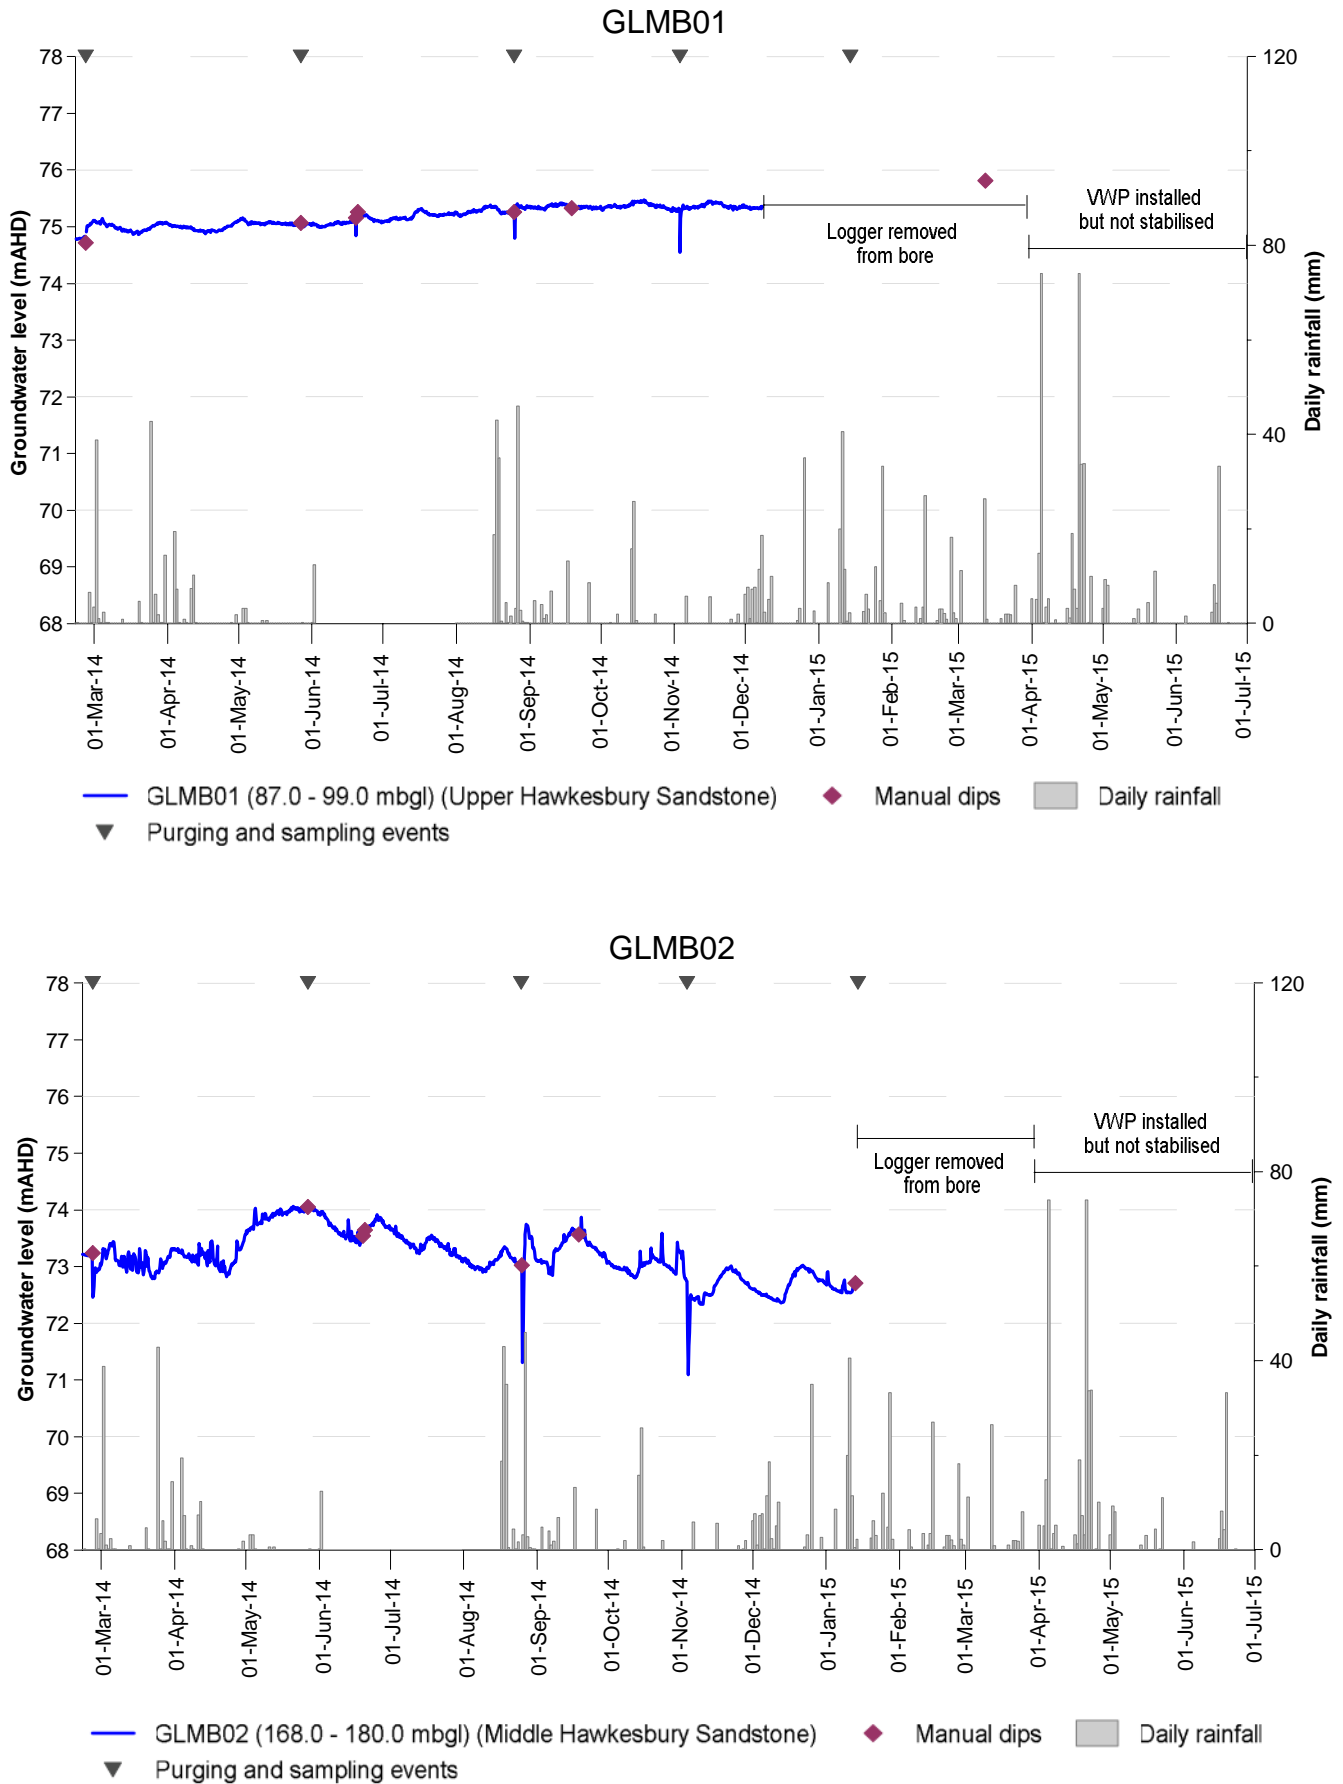 GLMB01
78
77
76
75
74
73
72
71
70
69
68
Groundwater level (mAHD)
120
80
40
0
Daily rainfall (mm)
Logger removed
from bore
VWP installed
but not stabilised
01-Mar-14
01-Apr-14
01-May-14
01-Jun-14
01-Jul-14
01-Aug-14
01-Sep-14
01-Oct-14
01-Nov-14
01-Dec-14
01-Jan-15
01-Feb-15
01-Mar-15
01-Apr-15
01-May-15
01-Jun-15
01-Jul-15
GLMB01 (87.0 - 99.0 mbgl) (Upper Hawkesbury Sandstone)
Manual dips
Daily rainfall
Purging and sampling events
GLMB02
78
77
76
75
74
73
72
71
70
69
68
Groundwater level (mAHD)
120
80
40
0
Daily rainfall (mm)
Logger removed
from bore
VWP installed
but not stabilised
01-Mar-14
01-Apr-14
01-May-14
01-Jun-14
01-Jul-14
01-Aug-14
01-Sep-14
01-Oct-14
01-Nov-14
01-Dec-14
01-Jan-15
01-Feb-15
01-Mar-15
01-Apr-15
01-May-15
01-Jun-15
01-Jul-15
GLMB02 (168.0 - 180.0 mbgl) (Middle Hawkesbury Sandstone)
Manual dips
Daily rainfall
Purging and sampling events